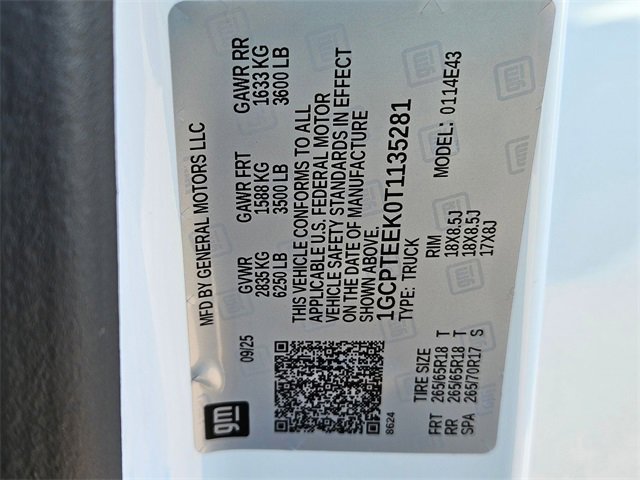 gm
09/25
MFD BY GENERAL MOTORS LLC
GVWR GAWR FRT GAWR RR
2835KG 1588 KG 1633 KG
6250 LB 3500 LB 3600 LB
THIS VEHICLE CONFORMS TO ALL
APPLICABLE U.S. FEDERAL MOTOR
VEHICLE SAFETY STANDARDS IN EFFECT
ON THE DATE OF MANUFACTURE
SHOWN ABOVE.
1GCPTEEK0T1135281
8624
TYPE: TRUCK MODEL: 0114E43
TIRE SIZE RIM
FRT 265/65R18 T 18X8.5J
RR 265/65R18 T 18X8.5J
SPA 265/70R17 S 17X8J